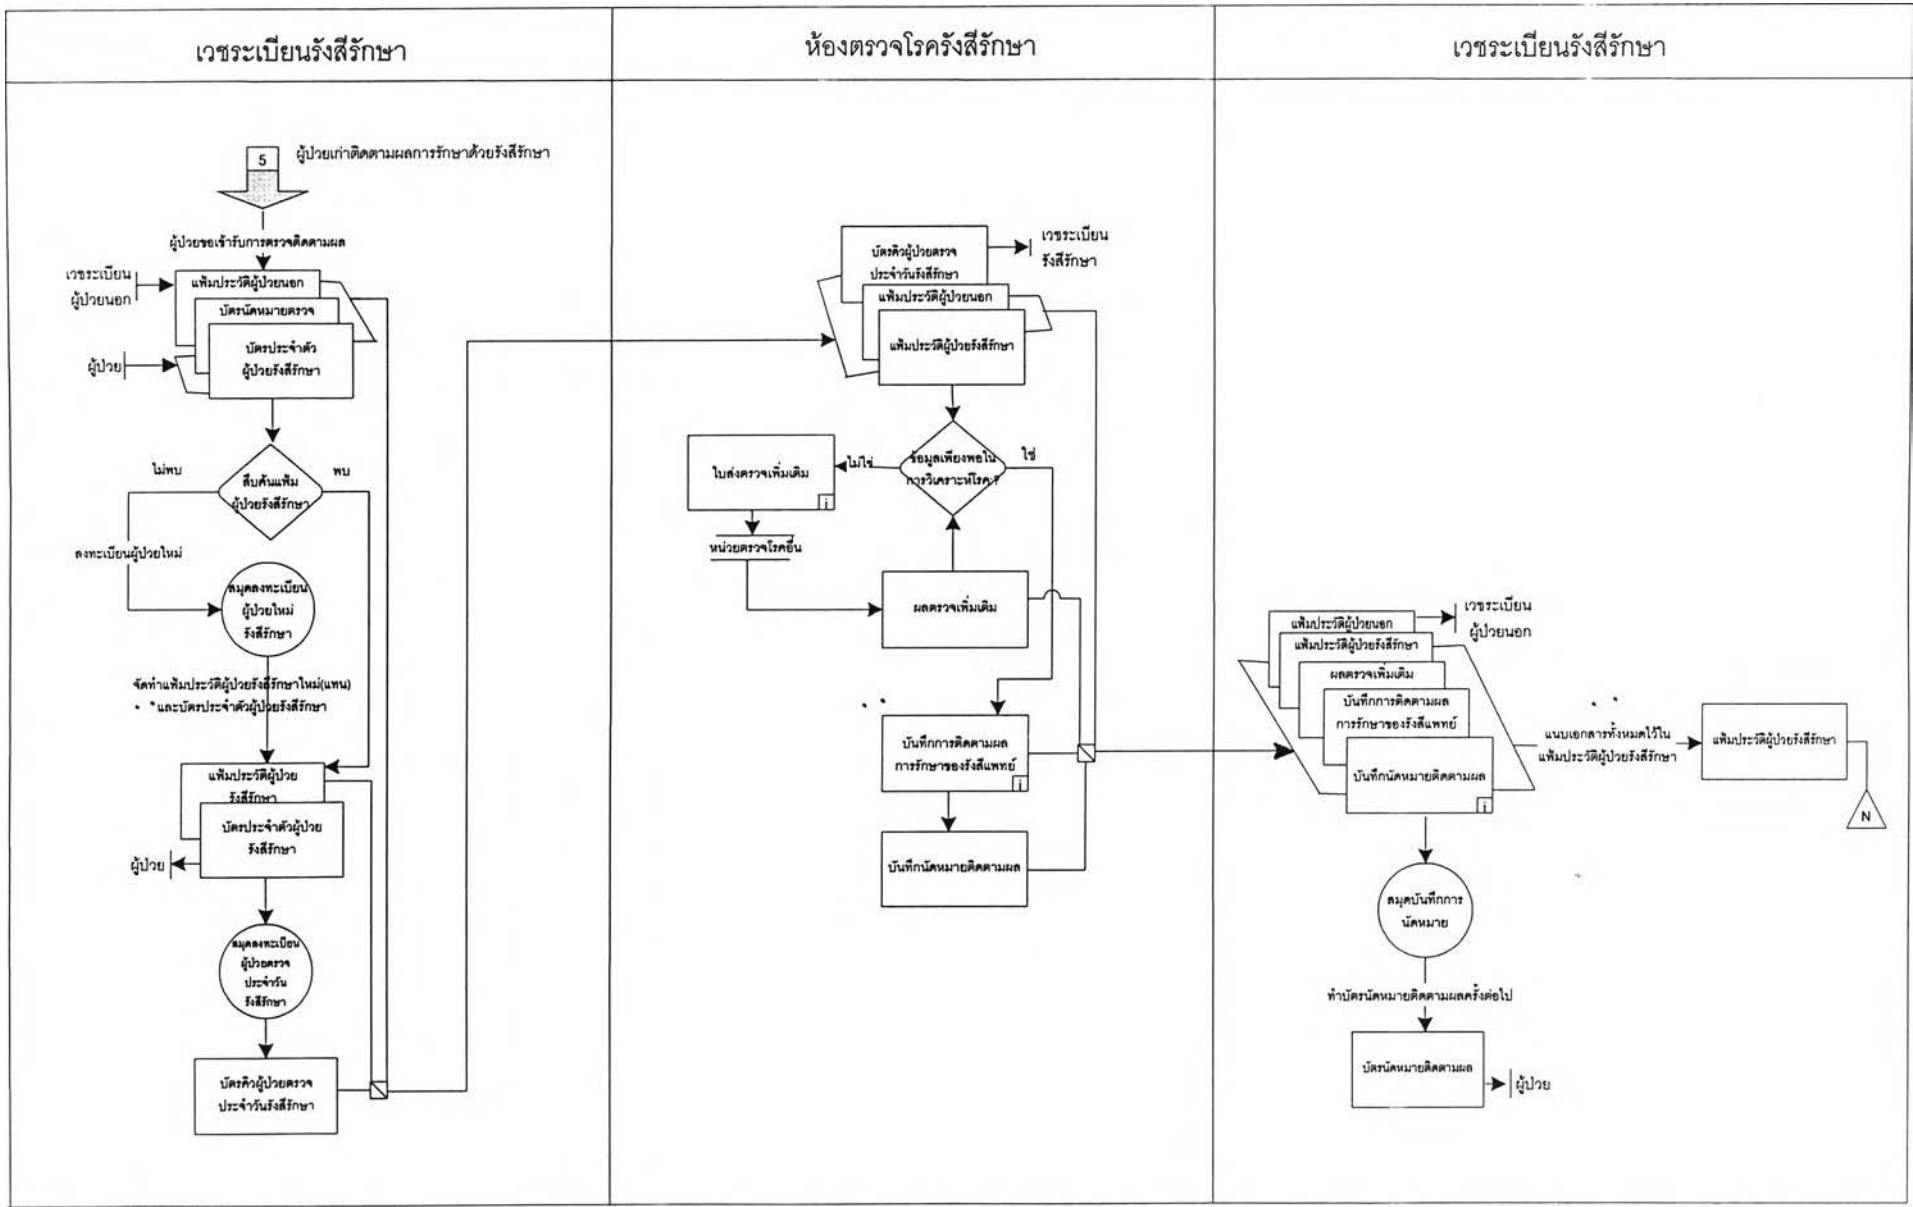 เวชระเบียนรังสีรักษา
ห้องตรวจโรครังสีรักษา
เวชระเบียนรังสีรักษา
5
ผู้ป่วยเก่าติดตามผลการรักษาด้วยรังสีรักษา
ผู้ป่วยขอเข้ารับการตรวจติดตามผล
เวชระเบียน
ผู้ป่วยนอก
แฟ้มประวัติผู้ป่วยนอก
บัตรนัดหมายตรวจ
บัตรประจำตัว
ผู้ป่วยรังสีรักษา
ผู้ป่วย
ไม่พบ
พบ
สืบค้นแฟ้ม
ผู้ป่วยรังสีรักษา
ลงทะเบียนผู้ป่วยใหม่
สมุดลงทะเบียน
ผู้ป่วยใหม่
รังสีรักษา
จัดทำแฟ้มประวัติผู้ป่วยรังสีรักษาใหม่(แทน)
และบัตรประจำตัวผู้ป่วยรังสีรักษา
แฟ้มประวัติผู้ป่วย
รังสีรักษา
บัตรประจำตัวผู้ป่วย
รังสีรักษา
ผู้ป่วย
สมุดลงทะเบียน
ผู้ป่วยตรวจ
ประจำวัน
รังสีรักษา
บัตรคิวผู้ป่วยตรวจ
ประจำวันรังสีรักษา
บัตรคิวผู้ป่วยตรวจ
ประจำวันรังสีรักษา
เวชระเบียน
รังสีรักษา
แฟ้มประวัติผู้ป่วยนอก
แฟ้มประวัติผู้ป่วยรังสีรักษา
ข้อมูลเพียงพอใน
การวิเคราะห์โรค?
ไม่ใช่
ใช่
ใบส่งตรวจเพิ่มเติม
i
หน่วยตรวจโรคอื่น
ผลตรวจเพิ่มเติม
บันทึกการติดตามผล
การรักษาของรังสีแพทย์
i
บันทึกนัดหมายติดตามผล
แฟ้มประวัติผู้ป่วยนอก
เวชระเบียน
ผู้ป่วยนอก
แฟ้มประวัติผู้ป่วยรังสีรักษา
ผลตรวจเพิ่มเติม
บันทึกการติดตามผล
การรักษาของรังสีแพทย์
บันทึกนัดหมายติดตามผล
i
แนบเอกสารทั้งหมดไว้ใน
แฟ้มประวัติผู้ป่วยรังสีรักษา
แฟ้มประวัติผู้ป่วยรังสีรักษา
N
สมุดบันทึกการ
นัดหมาย
ทำบัตรนัดหมายติดตามผลครั้งต่อไป
บัตรนัดหมายติดตามผล
ผู้ป่วย